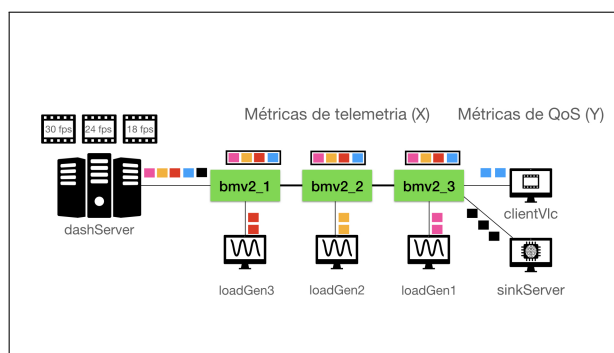 Métricas de telemetria (X)
Métricas de QoS (Y)
30 fps
24 fps
18 fps
bmv2_1
bmv2_2
bmv2_3
clientVlc
dashServer
loadGen3
loadGen2
loadGen1
sinkServer